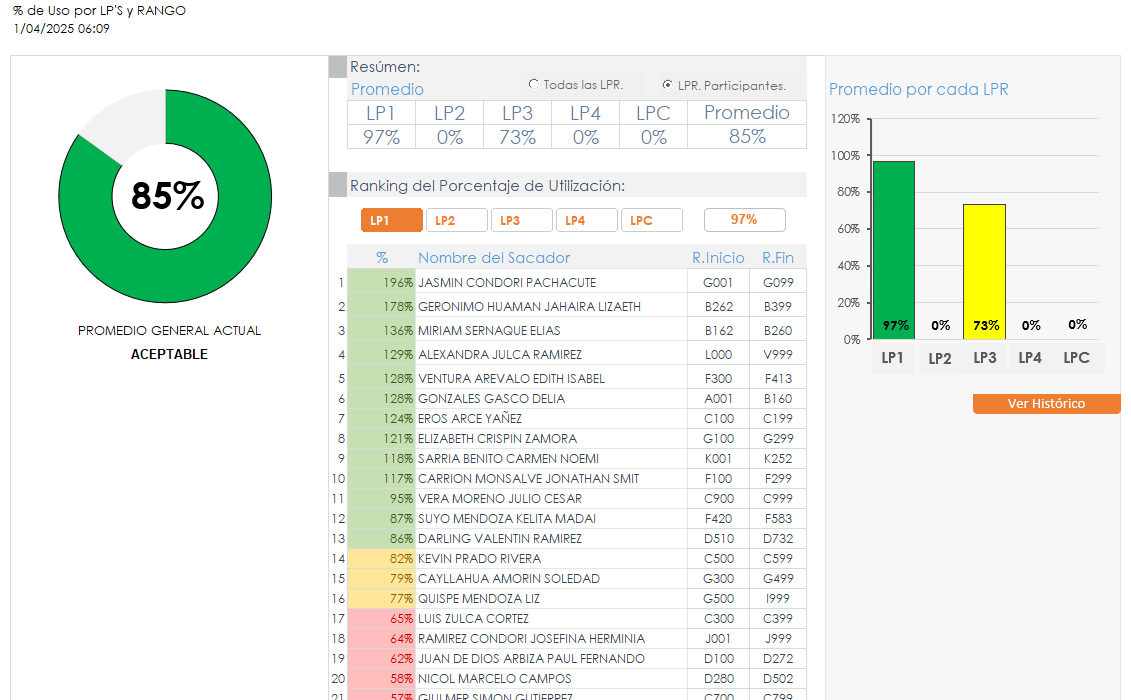 % de Uso por LP'S y RANGO
1/04/2025 06:09
85%
PROMEDIO GENERAL ACTUAL
ACEPTABLE
Resúmen:
Promedio
Todas las LPR.
LPR. Participantes.
LP1 LP2 LP3 LP4 LPC Promedio
97% 0% 73% 0% 0% 85%
Ranking del Porcentaje de Utilización:
LP1 LP2 LP3 LP4 LPC 97%
% Nombre del Sacador R.Inicio R.Fin
1 196% JASMIN CONDORI PACHACUTE G001 G099
2 178% GERONIMO HUAMAN JAHAIRA LIZAETH B262 B399
3 136% MIRIAM SERNAQUE ELIAS B162 B260
4 129% ALEXANDRA JULCA RAMIREZ L000 V999
5 128% VENTURA AREVALO EDITH ISABEL F300 F413
6 128% GONZALES GASCO DELIA A001 B160
7 124% EROS ARCE YAÑEZ C100 C199
8 121% ELIZABETH CRISPIN ZAMORA G100 G299
9 118% SARRIA BENITO CARMEN NOEMI K001 K252
10 117% CARRION MONSALVE JONATHAN SMIT F100 F299
11 95% VERA MORENO JULIO CESAR C900 C999
12 87% SUYO MENDOZA KELITA MADAI F420 F583
13 86% DARLING VALENTIN RAMIREZ D510 D732
14 82% KEVIN PRADO RIVERA C500 C599
15 79% CAYLLAHUA AMORIN SOLEDAD G300 G499
16 77% QUISPE MENDOZA LIZ G500 I999
17 65% LUIS ZULCA CORTEZ C300 C399
18 64% RAMIREZ CONDORI JOSEFINA HERMINIA J001 J999
19 62% JUAN DE DIOS ARBIZA PAUL FERNANDO D100 D272
20 58% NICOL MARCELO CAMPOS D280 D502
21 57% GIULMER SIMON GUTIERREZ C700 C799
Promedio por cada LPR
120%
100%
80%
60%
40%
20%
0%
97% 0% 73% 0% 0%
LP1 LP2 LP3 LP4 LPC
Ver Histórico